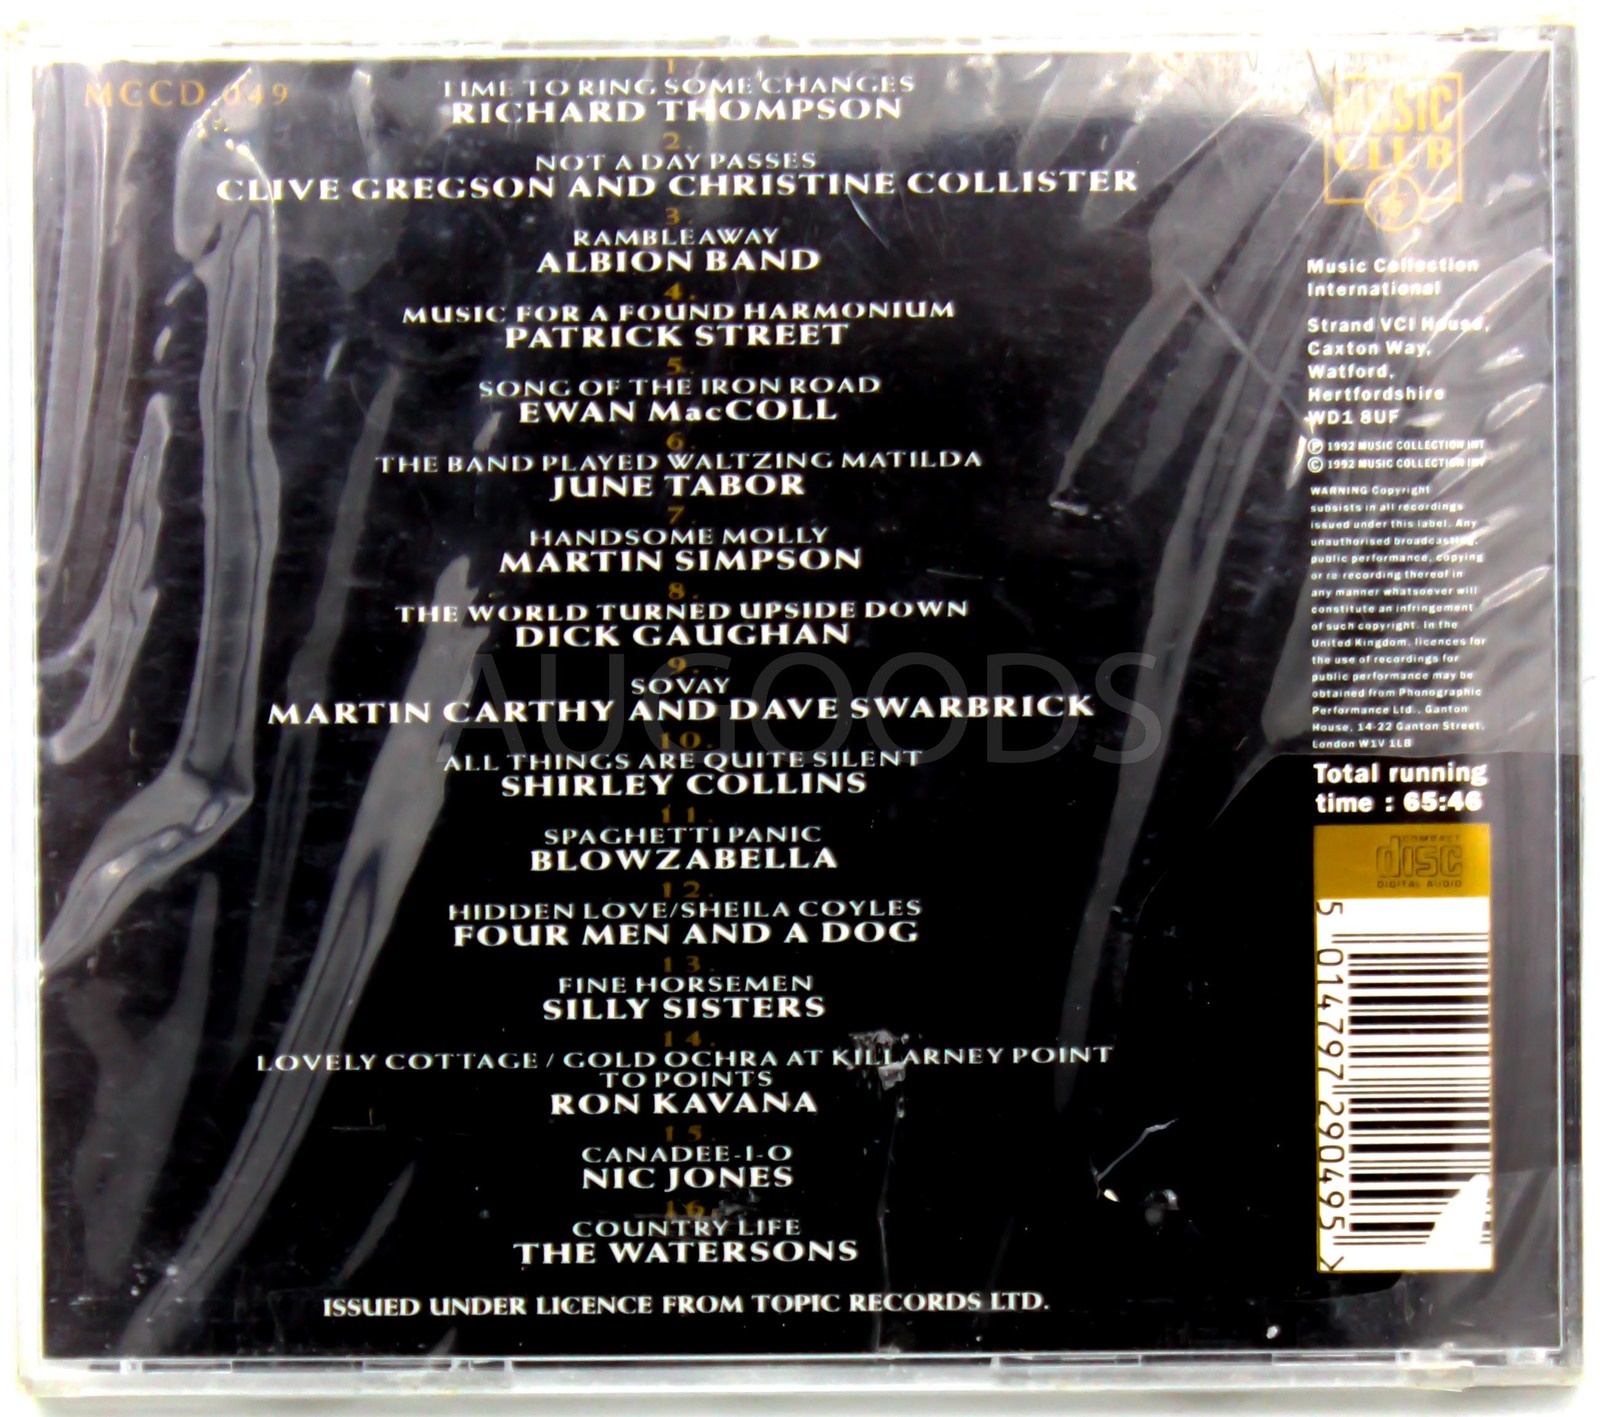 MCCD 049
1.
TIME TO RING SOME CHANGES
RICHARD THOMPSON
2.
NOT A DAY PASSES
CLIVE GREGSON AND CHRISTINE COLLISTER
3.
RAMBLEAWAY
ALBION BAND
4.
MUSIC FOR A FOUND HARMONIUM
PATRICK STREET
5.
SONG OF THE IRON ROAD
EWAN MacCOLL
6.
THE BAND PLAYED WALTZING MATILDA
JUNE TABOR
7.
HANDSOME MOLLY
MARTIN SIMPSON
8.
THE WORLD TURNED UPSIDE DOWN
DICK GAUGHAN
9.
SOVAY
MARTIN CARTHY AND DAVE SWARBRICK
10.
ALL THINGS ARE QUITE SILENT
SHIRLEY COLLINS
11.
SPAGHETTI PANIC
BLOWZABELLA
12.
HIDDEN LOVE/SHEILA COYLES
FOUR MEN AND A DOG
13.
FINE HORSEMEN
SILLY SISTERS
14.
LOVELY COTTAGE / GOLD OCHRA AT KILLARNEY POINT
TO POINTS
RON KAVANA
15.
CANADEE-I-O
NIC JONES
16.
COUNTRY LIFE
THE WATERSONS
ISSUED UNDER LICENCE FROM TOPIC RECORDS LTD.
AUGOODS
MUSIC
CLUB
Music Collection
International
Strand VCI House,
Caxton Way,
Watford,
Hertfordshire
WD1 8UF
℗ 1992 MUSIC COLLECTION INT
© 1992 MUSIC COLLECTION INT
WARNING Copyright
subsists in all recordings
issued under this label. Any
unauthorised broadcasting,
public performance, copying
or re-recording thereof in
any manner whatsoever will
constitute an infringement
of such copyright. In the
United Kingdom, licences for
the use of recordings for
public performance may be
obtained from Phonographic
Performance Ltd., Ganton
House, 14-22 Ganton Street,
London W1V 1LB
Total running
time : 65:46
COMPACT
disc
DIGITAL AUDIO
5 014797 290495 >